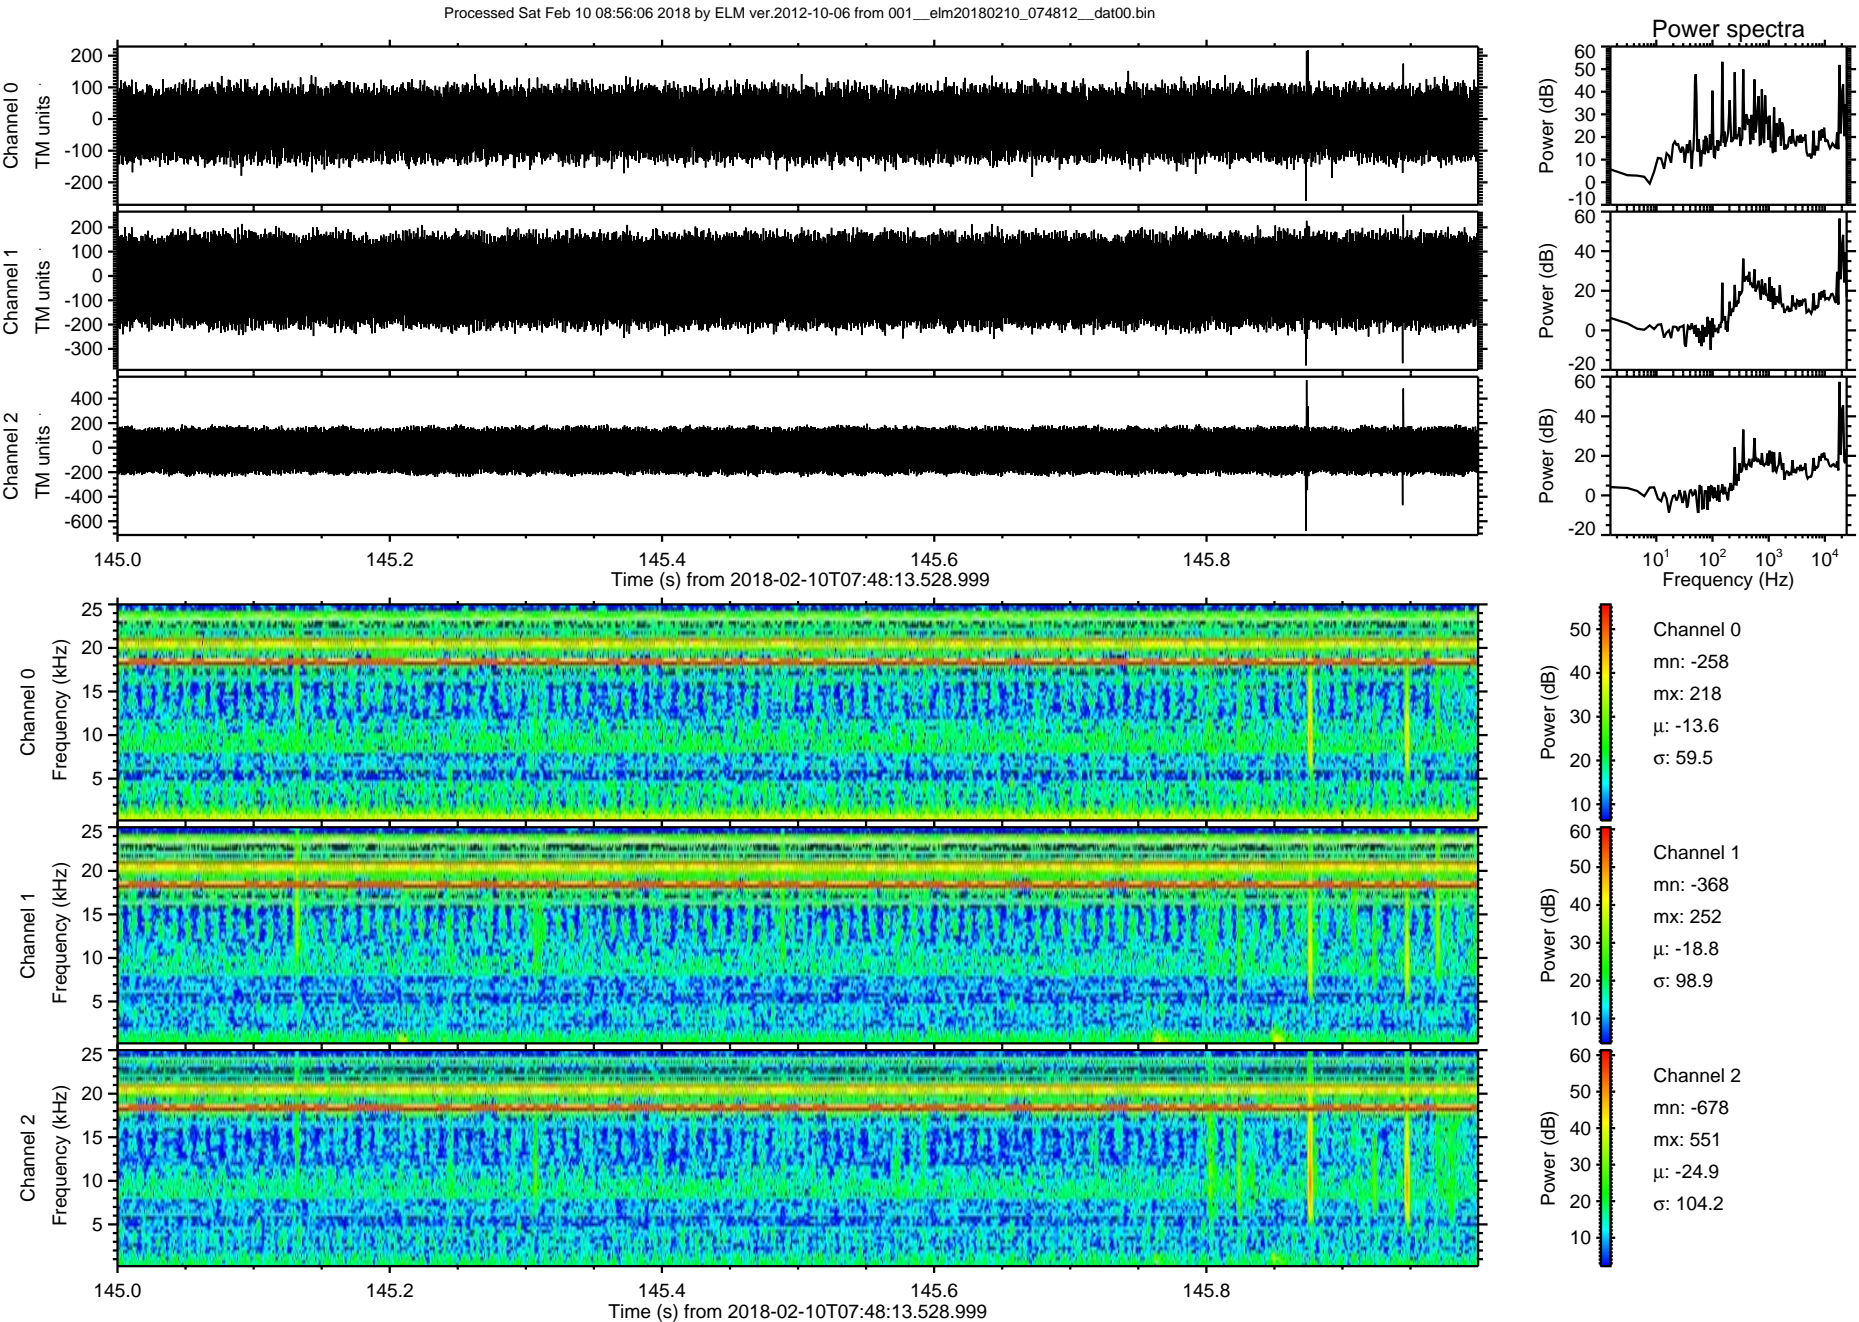 Processed Sat Feb 10 08:56:06 2018 by ELM ver.2012-10-06 from 001__elm20180210_074812__dat00.bin
Power spectra
Channel 0
TM units
200
100
0
-100
-200
Power (dB)
60
50
40
30
20
10
0
-10
Channel 1
TM units
200
100
0
-100
-200
-300
Power (dB)
60
40
20
0
-20
Channel 2
TM units
400
200
0
-200
-400
-600
Power (dB)
60
40
20
0
-20
145.0 145.2 145.4 145.6 145.8
Time (s) from 2018-02-10T07:48:13.528.999
10^1 10^2 10^3 10^4
Frequency (Hz)
Channel 0
Frequency (kHz)
25
20
15
10
5
Power (dB)
50
40
30
20
10
Channel 0
mn: -258
mx: 218
μ: -13.6
σ: 59.5
Channel 1
Frequency (kHz)
25
20
15
10
5
Power (dB)
60
50
40
30
20
10
Channel 1
mn: -368
mx: 252
μ: -18.8
σ: 98.9
Channel 2
Frequency (kHz)
25
20
15
10
5
Power (dB)
60
50
40
30
20
10
Channel 2
mn: -678
mx: 551
μ: -24.9
σ: 104.2
145.0 145.2 145.4 145.6 145.8
Time (s) from 2018-02-10T07:48:13.528.999